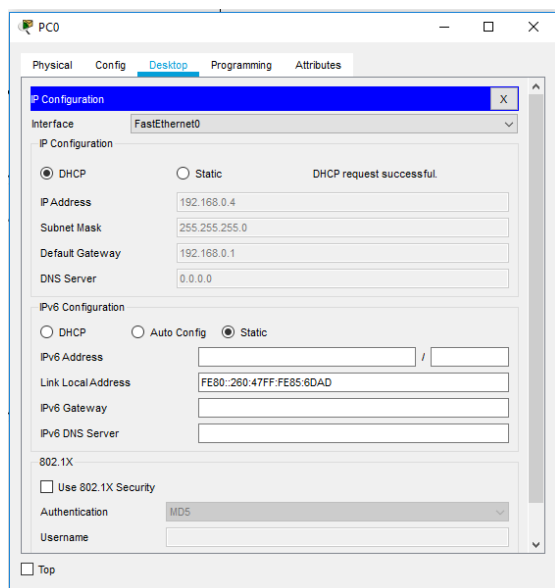 PC0
Physical Config Desktop Programming Attributes
IP Configuration X
Interface FastEthernet0
IP Configuration
DHCP Static DHCP request successful.
IP Address 192.168.0.4
Subnet Mask 255.255.255.0
Default Gateway 192.168.0.1
DNS Server 0.0.0.0
IPv6 Configuration
DHCP Auto Config Static
IPv6 Address /
Link Local Address FE80::260:47FF:FE85:6DAD
IPv6 Gateway
IPv6 DNS Server
802.1X
Use 802.1X Security
Authentication MD5
Username
Top